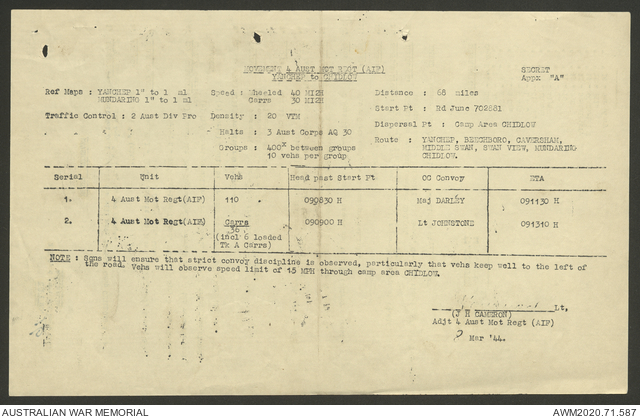 MOVEMENT 4 AUST MOT REGT (AIF)
YANCHEP to CHIDLOW
SECRET
Appx "A"
Ref Maps : YANCHEP 1" to 1 ml
MUNDARING 1" to 1 ml
Traffic Control : 2 Aust Div Pro
Speed : Wheeled 40 MIZH
Carrs 30 MIZH
Density : 20 VTM
Halts : 3 Aust Corps AQ 30
Groups : 400x between groups
10 vehs per group
Distance : 68 miles
Start Pt : Rd June 702881
Dispersal Pt : Camp Area CHIDLOW
Route : YANCHEP, BEECHBORO, CAVERSHAM,
MIDDLE SWAN, SWAN VIEW, MUNDARING
CHIDLOW.
Serial Unit Vehs Head past Start Pt OC Convoy ETA
1. 4 Aust Mot Regt(AIF) 110 090830 H Maj DARLEY 091130 H
2. 4 Aust Mot Regt(AIF) Carrs 090900 H Lt JOHNSTONE 091310 H
36
(incl 6 loaded
Tk A Carrs)
NOTE : Sqns will ensure that strict convoy discipline is observed, particularly that vehs keep well to the left of
the road. Vehs will observe speed limit of 15 MPH through camp area CHIDLOW.
Lt,
(J H CAMERON)
Adjt 4 Aust Mot Regt (AIF)
Mar '44.
AUSTRALIAN WAR MEMORIAL
AWM2020.71.587